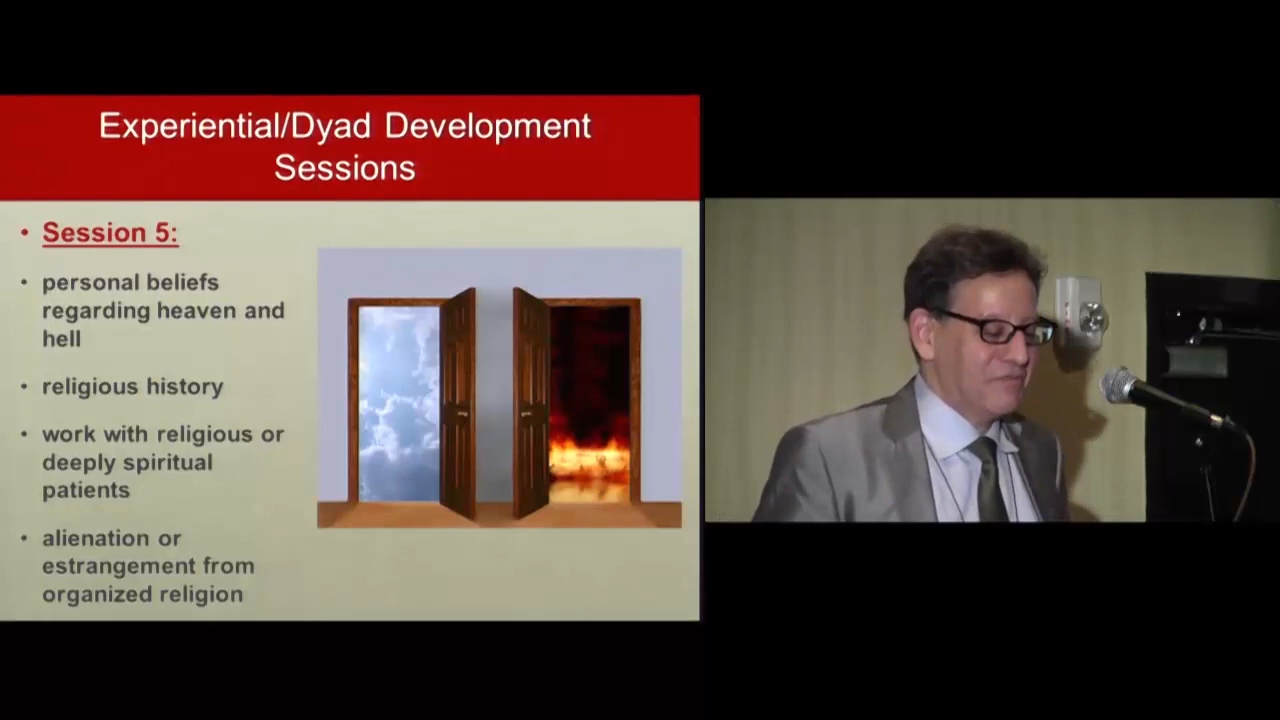 Experiential/Dyad Development
Sessions
• Session 5:
• personal beliefs
regarding heaven and
hell
• religious history
• work with religious or
deeply spiritual
patients
• alienation or
estrangement from
organized religion